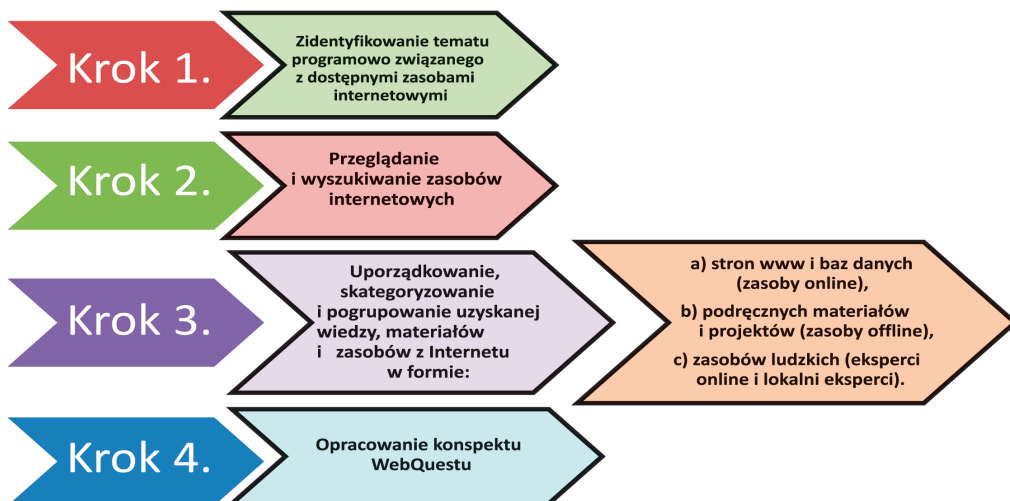 Krok 1.
Zidentyfikowanie tematu
programowo związanego
z dostępnymi zasobami
internetowymi
Krok 2.
Przeglądanie
i wyszukiwanie zasobów
internetowych
Krok 3.
Uporządkowanie,
skategoryzowanie
i pogrupowanie uzyskanej
wiedzy, materiałów
i zasobów z Internetu
w formie:
a) stron www i baz danych
(zasoby online),
b) podręcznych materiałów
i projektów (zasoby offline),
c) zasobów ludzkich (eksperci
online i lokalni eksperci).
Krok 4.
Opracowanie konspektu
WebQuestu